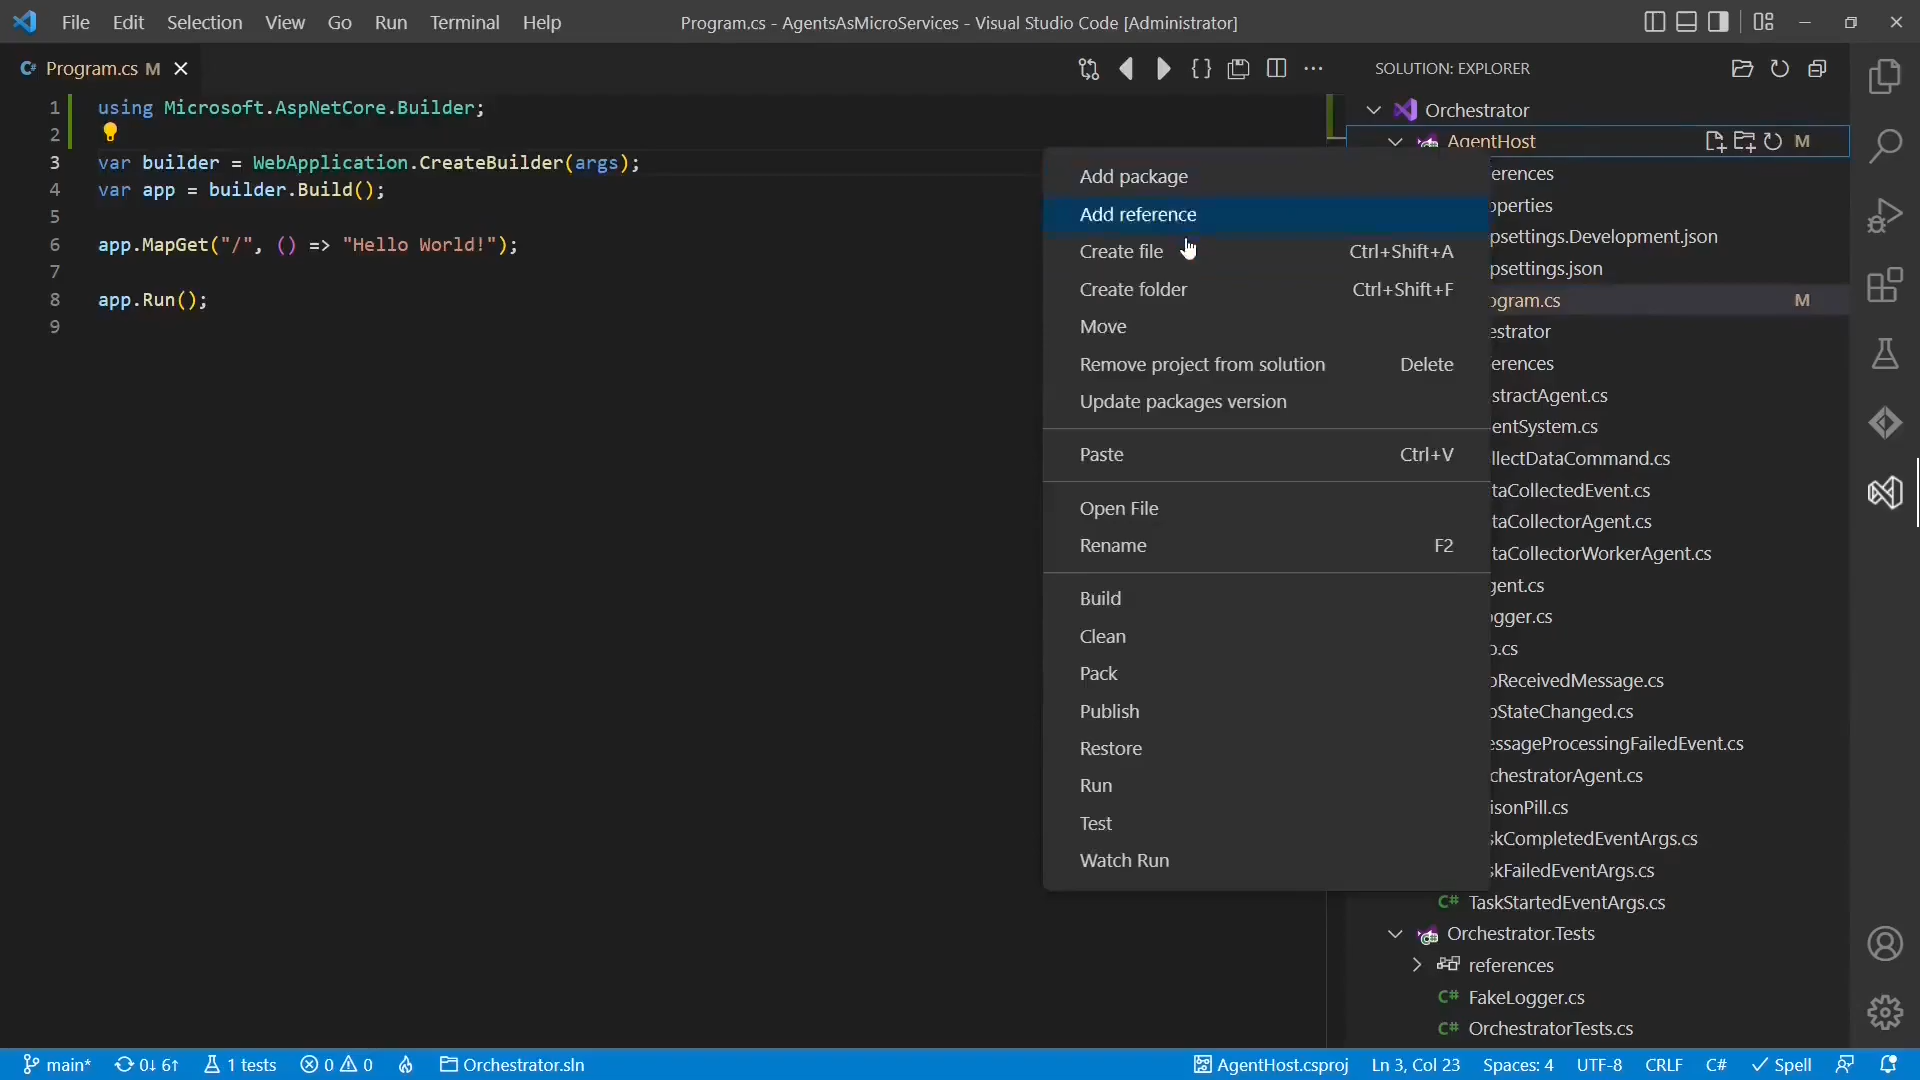 File Edit Selection View Go Run Terminal Help
Program.cs - AgentsAsMicroServices - Visual Studio Code [Administrator]
Program.cs M
1 using Microsoft.AspNetCore.Builder;
2
3 var builder = WebApplication.CreateBuilder(args);
4 var app = builder.Build();
5
6 app.MapGet("/", () => "Hello World!");
7
8 app.Run();
9
Add package
Add reference
Create file Ctrl+Shift+A
Create folder Ctrl+Shift+F
Move
Remove project from solution Delete
Update packages version
Paste Ctrl+V
Open File
Rename F2
Build
Clean
Pack
Publish
Restore
Run
Test
Watch Run
SOLUTION: EXPLORER
Orchestrator
AgentHost M
erences
operties
psettings.Development.json
psettings.json
ogram.cs M
estrator
erences
stractAgent.cs
entSystem.cs
llectDataCommand.cs
taCollectedEvent.cs
taCollectorAgent.cs
taCollectorWorkerAgent.cs
gent.cs
ogger.cs
o.cs
oReceivedMessage.cs
oStateChanged.cs
essageProcessingFailedEvent.cs
chestratorAgent.cs
isonPill.cs
skCompletedEventArgs.cs
skFailedEventArgs.cs
C# TaskStartedEventArgs.cs
Orchestrator.Tests
references
C# FakeLogger.cs
C# OrchestratorTests.cs
main* 0↓ 6↑ 1 tests 0 0 Orchestrator.sln
AgentHost.csproj Ln 3, Col 23 Spaces: 4 UTF-8 CRLF C# Spell